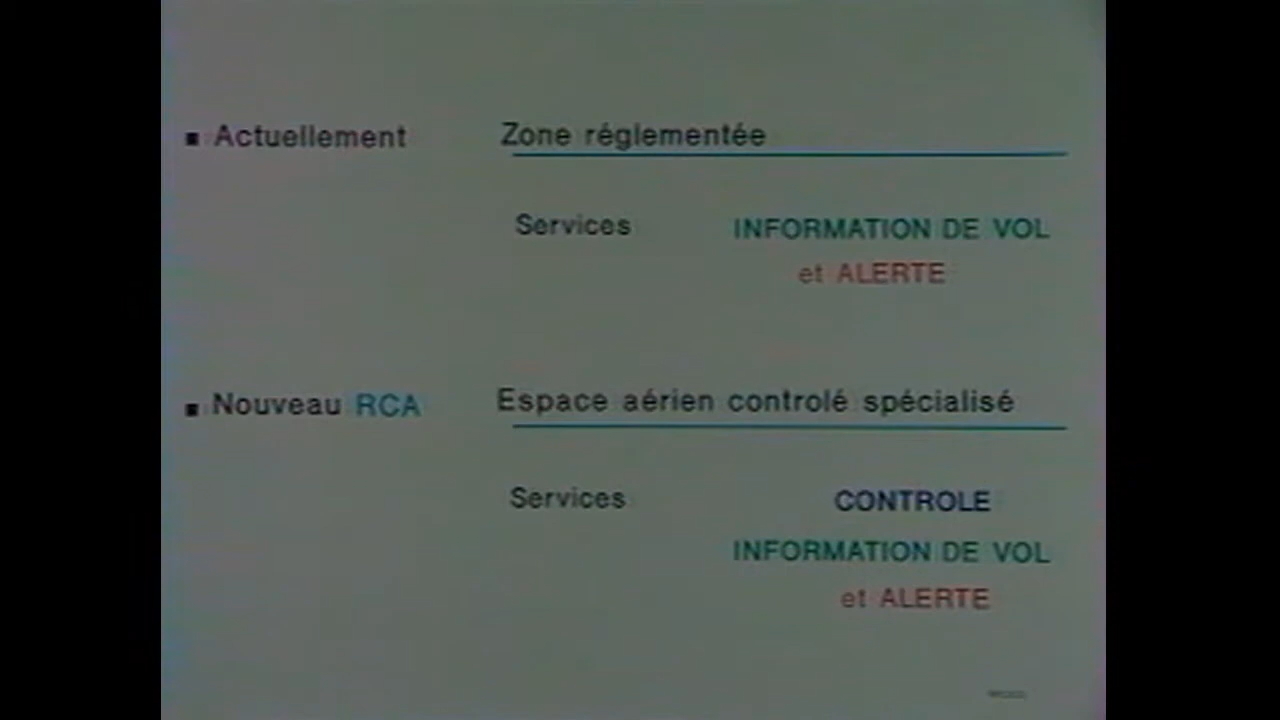 ▪ Actuellement Zone réglementée
Services INFORMATION DE VOL
et ALERTE
▪ Nouveau RCA Espace aérien controlé spécialisé
Services CONTROLE
INFORMATION DE VOL
et ALERTE